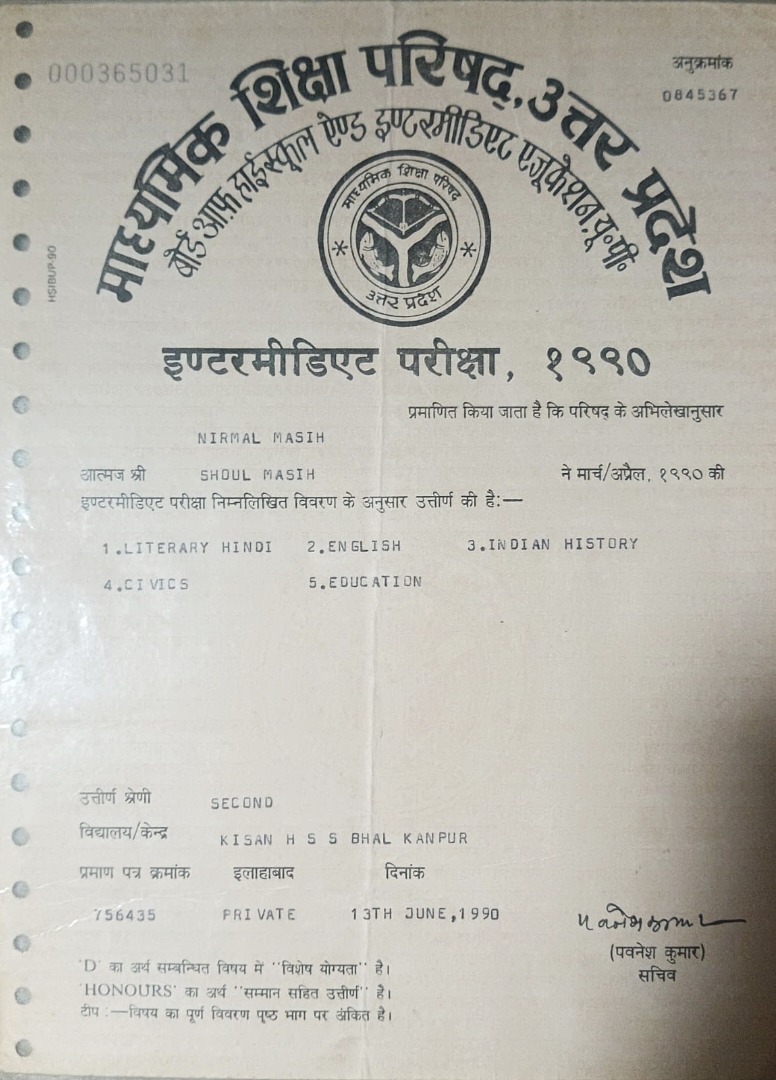 000365031
अनुक्रमांक
0845367
माध्यमिक शिक्षा परिषद्, उत्तर प्रदेश
बोर्ड आफ़ हाईस्कूल ऐण्ड इण्टरमीडिएट एजूकेशन, यू॰पी॰
माध्यमिक शिक्षा परिषद
उत्तर प्रदेश
HS/BUP-90
इण्टरमीडिएट परीक्षा, १९९०
प्रमाणित किया जाता है कि परिषद् के अभिलेखानुसार
NIRMAL MASIH
आत्मज श्री SHOUL MASIH ने मार्च/अप्रैल, १९९० की
इण्टरमीडिएट परीक्षा निम्नलिखित विवरण के अनुसार उत्तीर्ण की है:—
1.LITERARY HINDI 2.ENGLISH 3.INDIAN HISTORY
4.CIVICS 5.EDUCATION
उत्तीर्ण श्रेणी SECOND
विद्यालय/केन्द्र KISAN H S S BHAL KANPUR
प्रमाण पत्र क्रमांक इलाहाबाद दिनांक
756435 PRIVATE 13TH JUNE,1990
पवनेश कुमार
(पवनेश कुमार)
सचिव
'D' का अर्थ सम्बन्धित विषय में ''विशेष योग्यता'' है।
'HONOURS' का अर्थ ''सम्मान सहित उत्तीर्ण'' है।
टीप :—विषय का पूर्ण विवरण पृष्ठ भाग पर अंकित है।